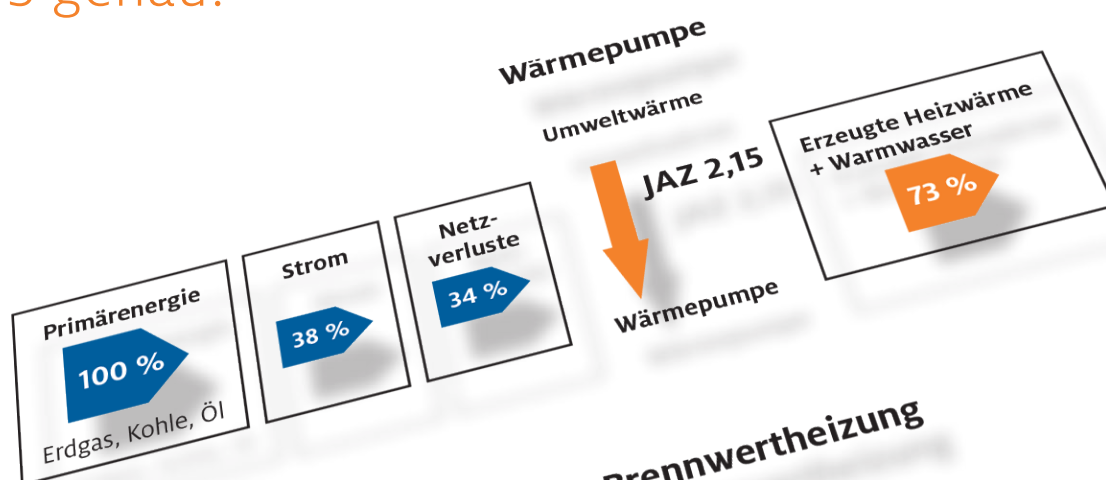 genau!
Wärmepumpe
Umweltwärme
JAZ 2,15
Wärmepumpe
Erzeugte Heizwärme
+ Warmwasser
73 %
Netz-
verluste
34 %
Strom
38 %
Primärenergie
100 %
Erdgas, Kohle, Öl
Brennwertheizung